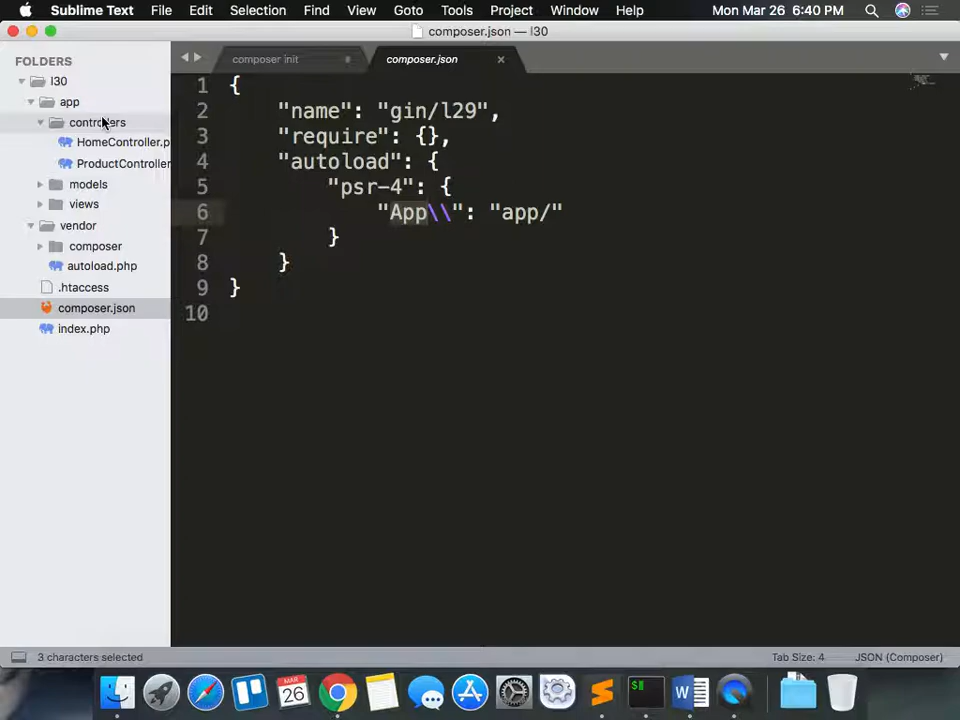 Sublime Text File Edit Selection Find View Goto Tools Project Window Help Mon Mar 26 6:40 PM
composer.json — l30
FOLDERS
l30
app
controllers
HomeController.p
ProductController
models
views
vendor
composer
autoload.php
.htaccess
composer.json
index.php
composer init
composer.json
1 {
2 "name": "gin/l29",
3 "require": {},
4 "autoload": {
5 "psr-4": {
6 "App\\": "app/"
7 }
8 }
9 }
10
3 characters selected
Tab Size: 4
JSON (Composer)
MAR
26